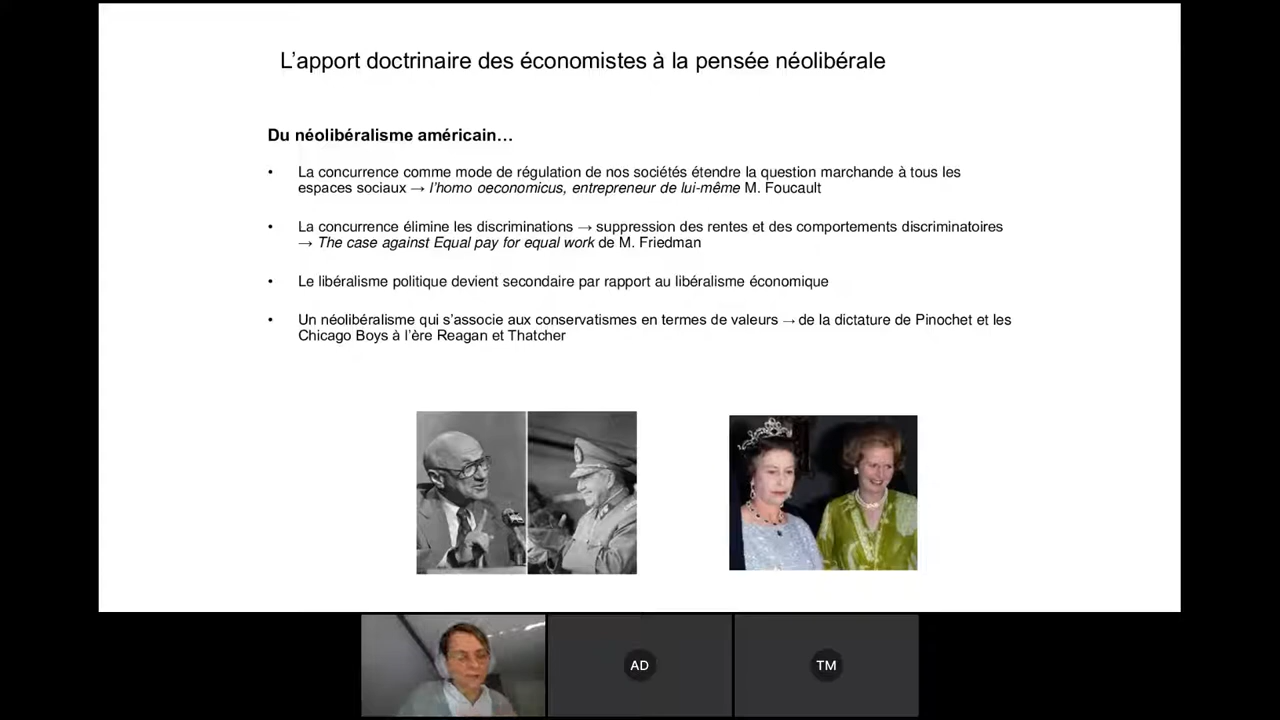 L'apport doctrinaire des économistes à la pensée néolibérale
Du néolibéralisme américain…
• La concurrence comme mode de régulation de nos sociétés étendre la question marchande à tous les
espaces sociaux → l'homo oeconomicus, entrepreneur de lui-même M. Foucault
• La concurrence élimine les discriminations → suppression des rentes et des comportements discriminatoires
→ The case against Equal pay for equal work de M. Friedman
• Le libéralisme politique devient secondaire par rapport au libéralisme économique
• Un néolibéralisme qui s'associe aux conservatismes en termes de valeurs → de la dictature de Pinochet et les
Chicago Boys à l'ère Reagan et Thatcher
AD
TM